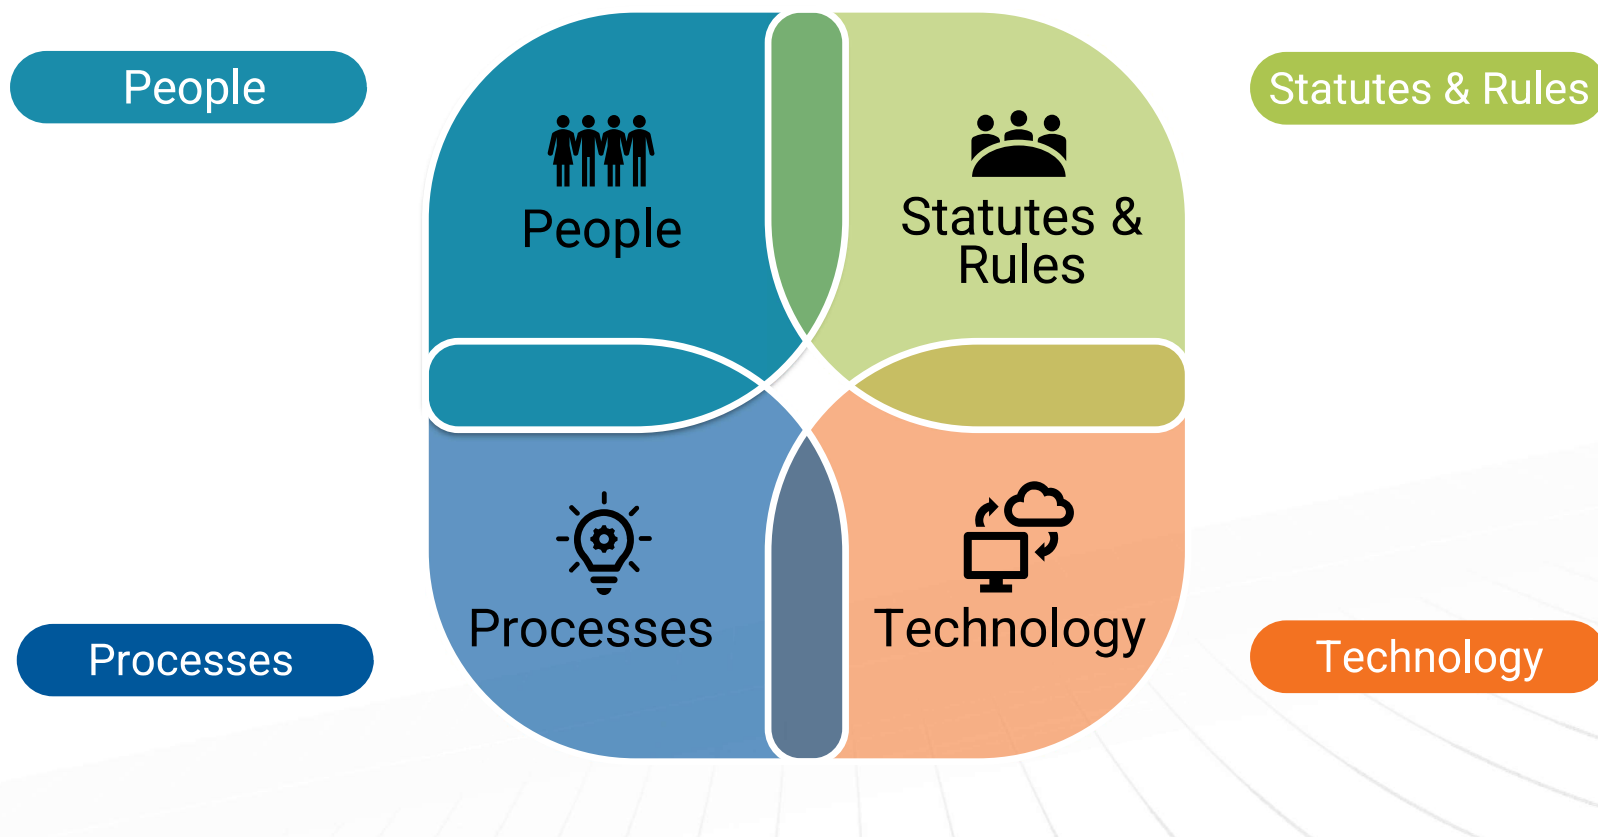 People
Statutes & Rules
People
Statutes &
Rules
Processes
Technology
Processes
Technology